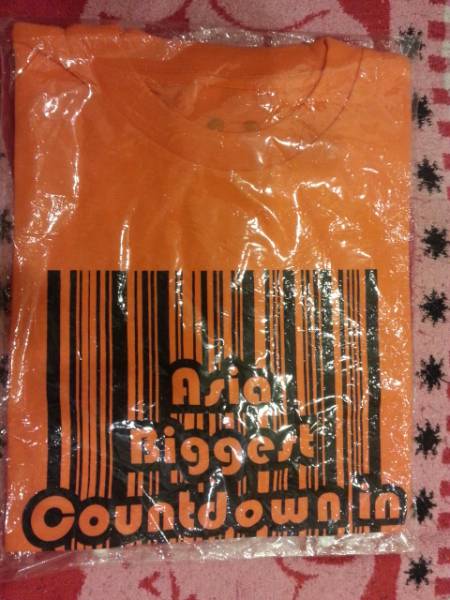 Asia
Biggest
Countdown in